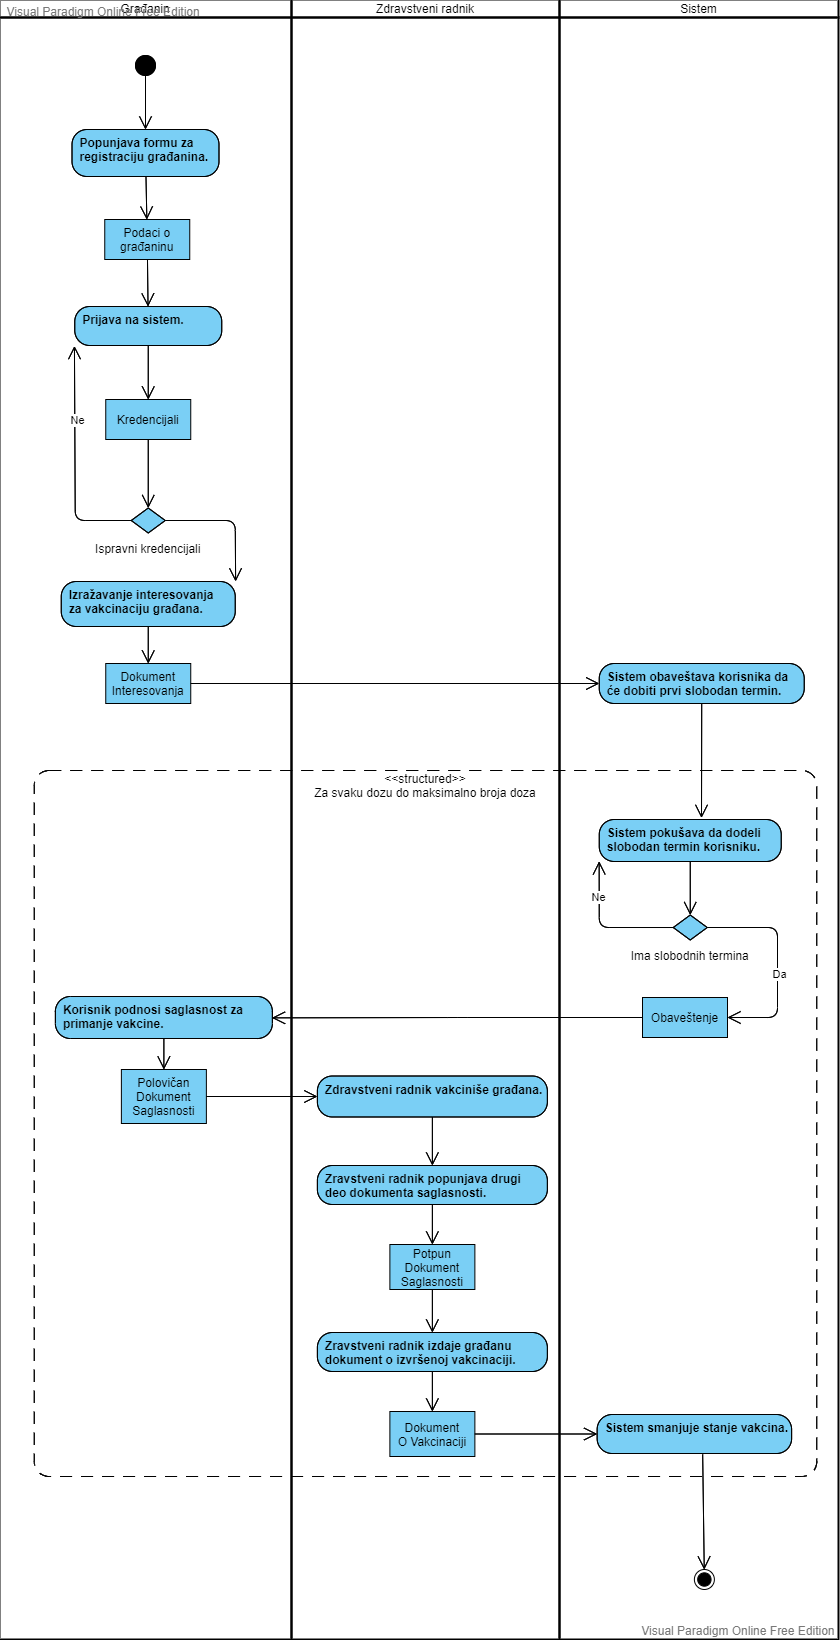 Građanin
Visual Paradigm Online Free Edition
Zdravstveni radnik
Sistem
Popunjava formu za
registraciju građanina.
Podaci o
građaninu
Prijava na sistem.
Ne
Kredencijali
Ispravni kredencijali
Izražavanje interesovanja
za vakcinaciju građana.
Dokument
Interesovanja
Sistem obaveštava korisnika da
će dobiti prvi slobodan termin.
<<structured>>
Za svaku dozu do maksimalno broja doza
Sistem pokušava da dodeli
slobodan termin korisniku.
Ne
Ima slobodnih termina
Da
Obaveštenje
Korisnik podnosi saglasnost za
primanje vakcine.
Polovičan
Dokument
Saglasnosti
Zdravstveni radnik vakciniše građana.
Zravstveni radnik popunjava drugi
deo dokumenta saglasnosti.
Potpun
Dokument
Saglasnosti
Zravstveni radnik izdaje građanu
dokument o izvršenoj vakcinaciji.
Dokument
O Vakcinaciji
Sistem smanjuje stanje vakcina.
Visual Paradigm Online Free Edition